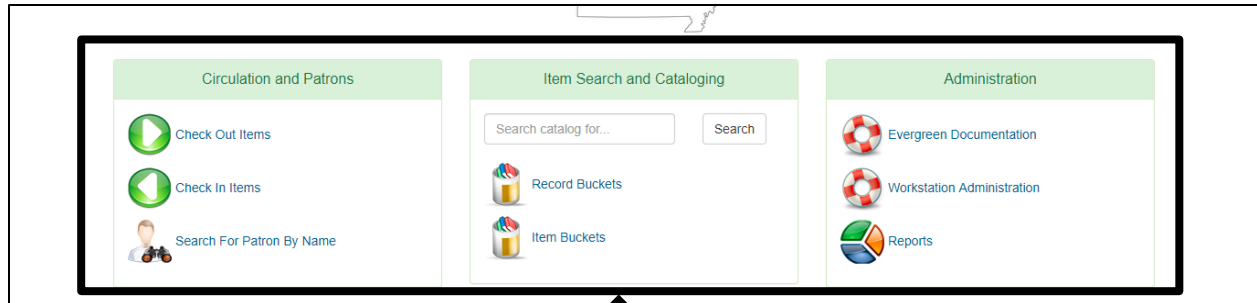 Circulation and Patrons
Check Out Items
Check In Items
Search For Patron By Name
Item Search and Cataloging
Search catalog for...
Search
Record Buckets
Item Buckets
Administration
Evergreen Documentation
Workstation Administration
Reports